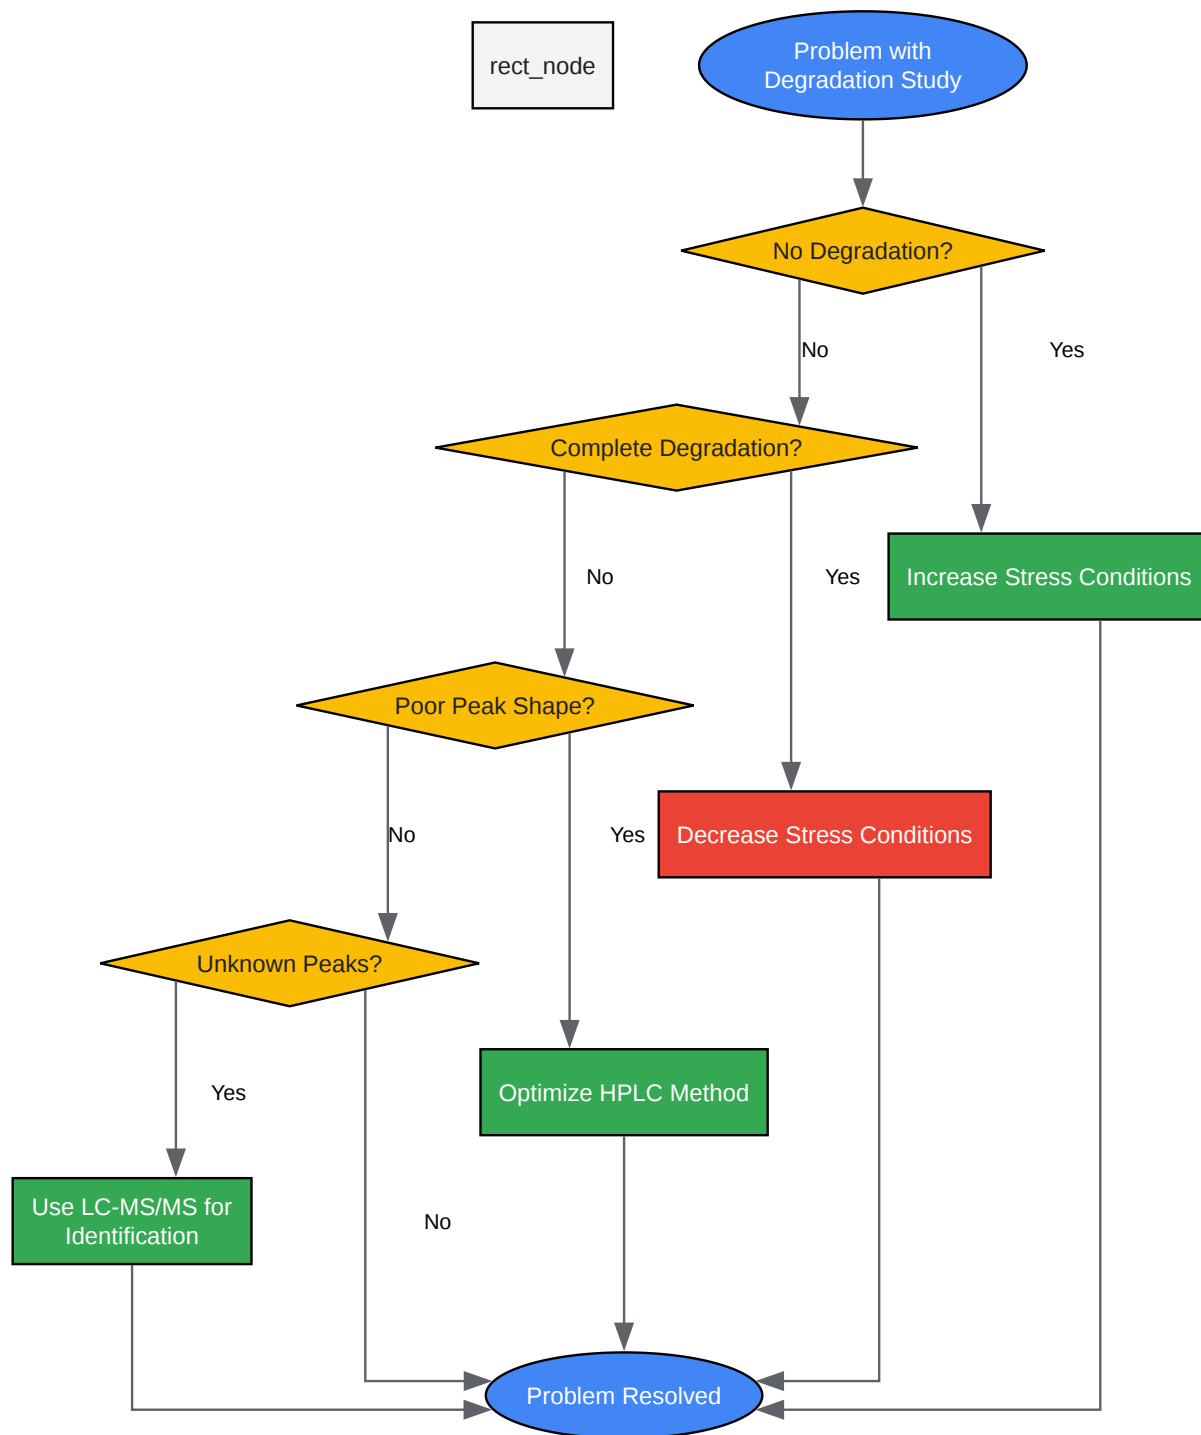 rect_node
Problem with
Degradation Study
No Degradation?
No
Yes
Complete Degradation?
No
Yes
Increase Stress Conditions
Poor Peak Shape?
No
Yes
Decrease Stress Conditions
Unknown Peaks?
Yes
Optimize HPLC Method
Use LC-MS/MS for
Identification
No
Problem Resolved